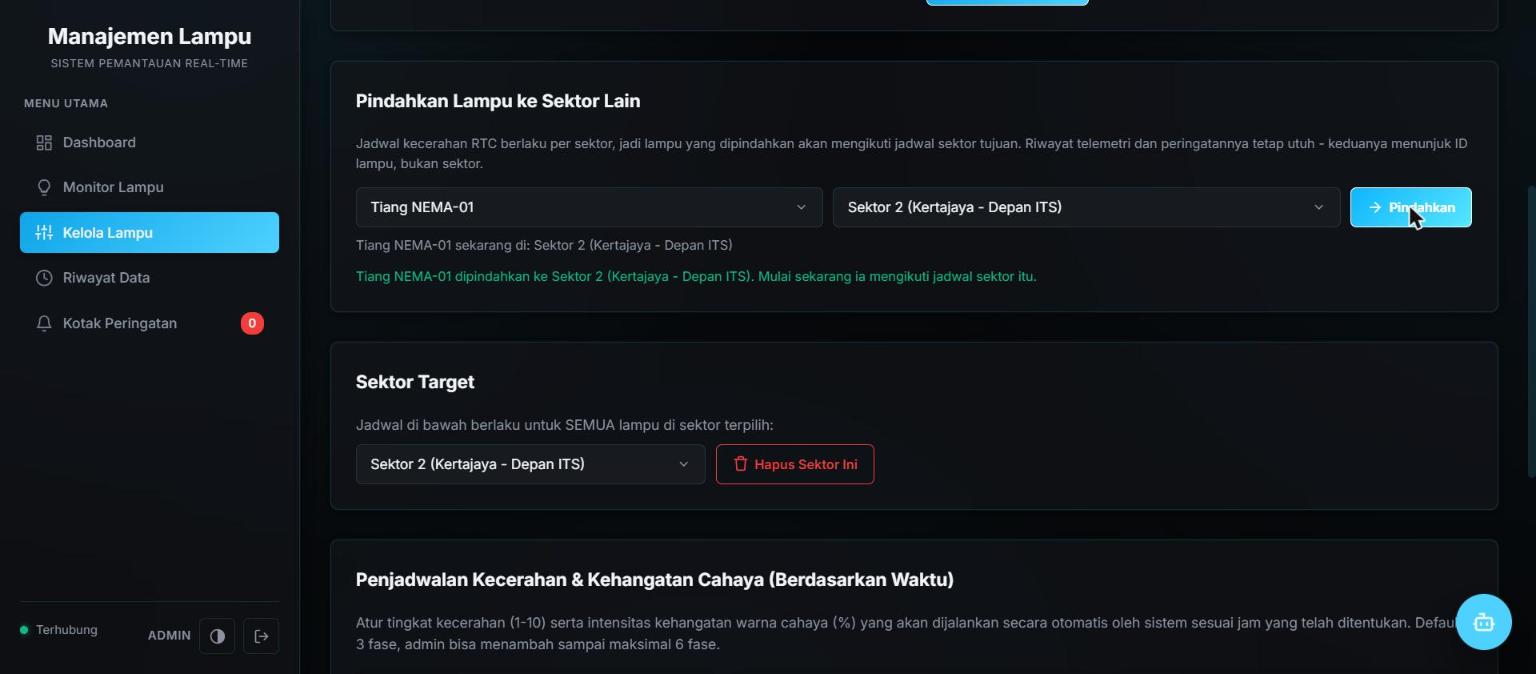 Manajemen Lampu
SISTEM PEMANTAUAN REAL-TIME
MENU UTAMA
Dashboard
Monitor Lampu
Kelola Lampu
Riwayat Data
Kotak Peringatan
0
Terhubung
ADMIN
Pindahkan Lampu ke Sektor Lain
Jadwal kecerahan RTC berlaku per sektor, jadi lampu yang dipindahkan akan mengikuti jadwal sektor tujuan. Riwayat telemetri dan peringatannya tetap utuh - keduanya menunjuk ID
lampu, bukan sektor.
Tiang NEMA-01
Sektor 2 (Kertajaya - Depan ITS)
Pindahkan
Tiang NEMA-01 sekarang di: Sektor 2 (Kertajaya - Depan ITS)
Tiang NEMA-01 dipindahkan ke Sektor 2 (Kertajaya - Depan ITS). Mulai sekarang ia mengikuti jadwal sektor itu.
Sektor Target
Jadwal di bawah berlaku untuk SEMUA lampu di sektor terpilih:
Sektor 2 (Kertajaya - Depan ITS)
Hapus Sektor Ini
Penjadwalan Kecerahan & Kehangatan Cahaya (Berdasarkan Waktu)
Atur tingkat kecerahan (1-10) serta intensitas kehangatan warna cahaya (%) yang akan dijalankan secara otomatis oleh sistem sesuai jam yang telah ditentukan.
3 fase, admin bisa menambah sampai maksimal 6 fase.